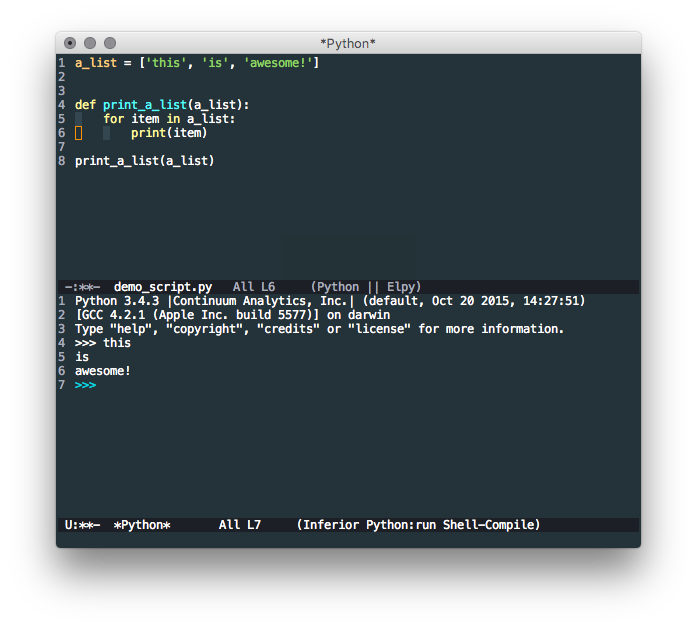 *Python*
1 a_list = ['this', 'is', 'awesome!']
2
3
4 def print_a_list(a_list):
5     for item in a_list:
6         print(item)
7
8 print_a_list(a_list)
-:**-  demo_script.py   All L6     (Python || Elpy)
1 Python 3.4.3 |Continuum Analytics, Inc.| (default, Oct 20 2015, 14:27:51)
2 [GCC 4.2.1 (Apple Inc. build 5577)] on darwin
3 Type "help", "copyright", "credits" or "license" for more information.
4 >>> this
5 is
6 awesome!
7 >>>
U:**-  *Python*       All L7     (Inferior Python:run Shell-Compile)